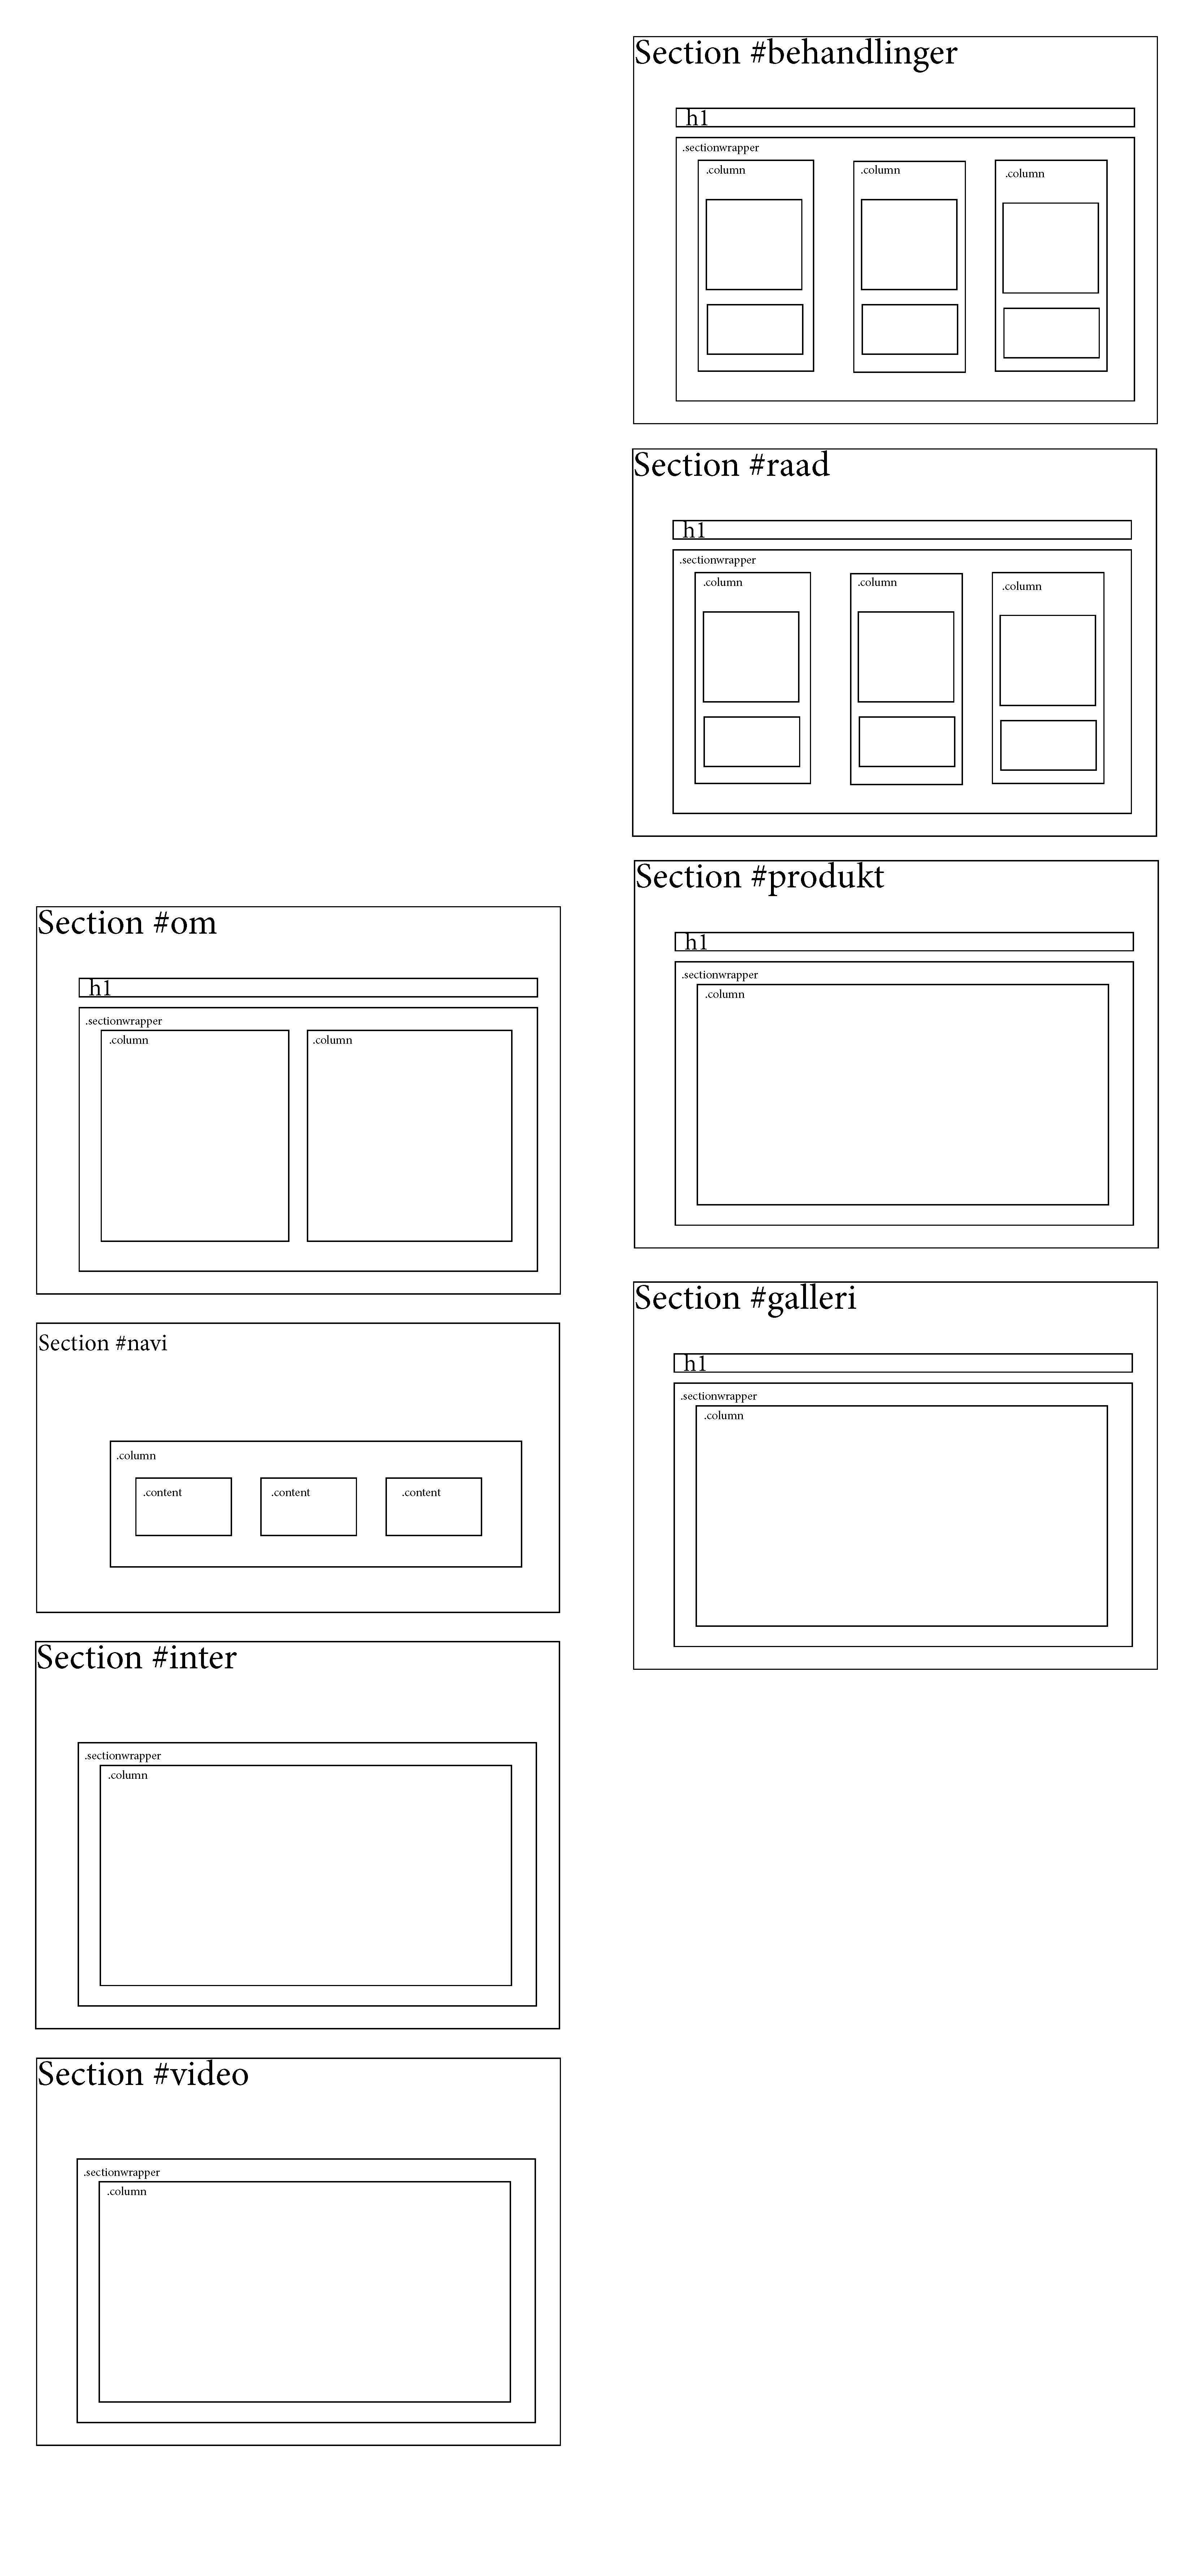 Section #om
h1
.sectionwrapper
.column
.column
Section #navi
.column
.content
.content
.content
Section #inter
.sectionwrapper
.column
Section #video
.sectionwrapper
.column
Section #behandlinger
h1
.sectionwrapper
.column
.column
.column
Section #raad
h1
.sectionwrapper
.column
.column
.column
Section #produkt
h1
.sectionwrapper
.column
Section #galleri
h1
.sectionwrapper
.column